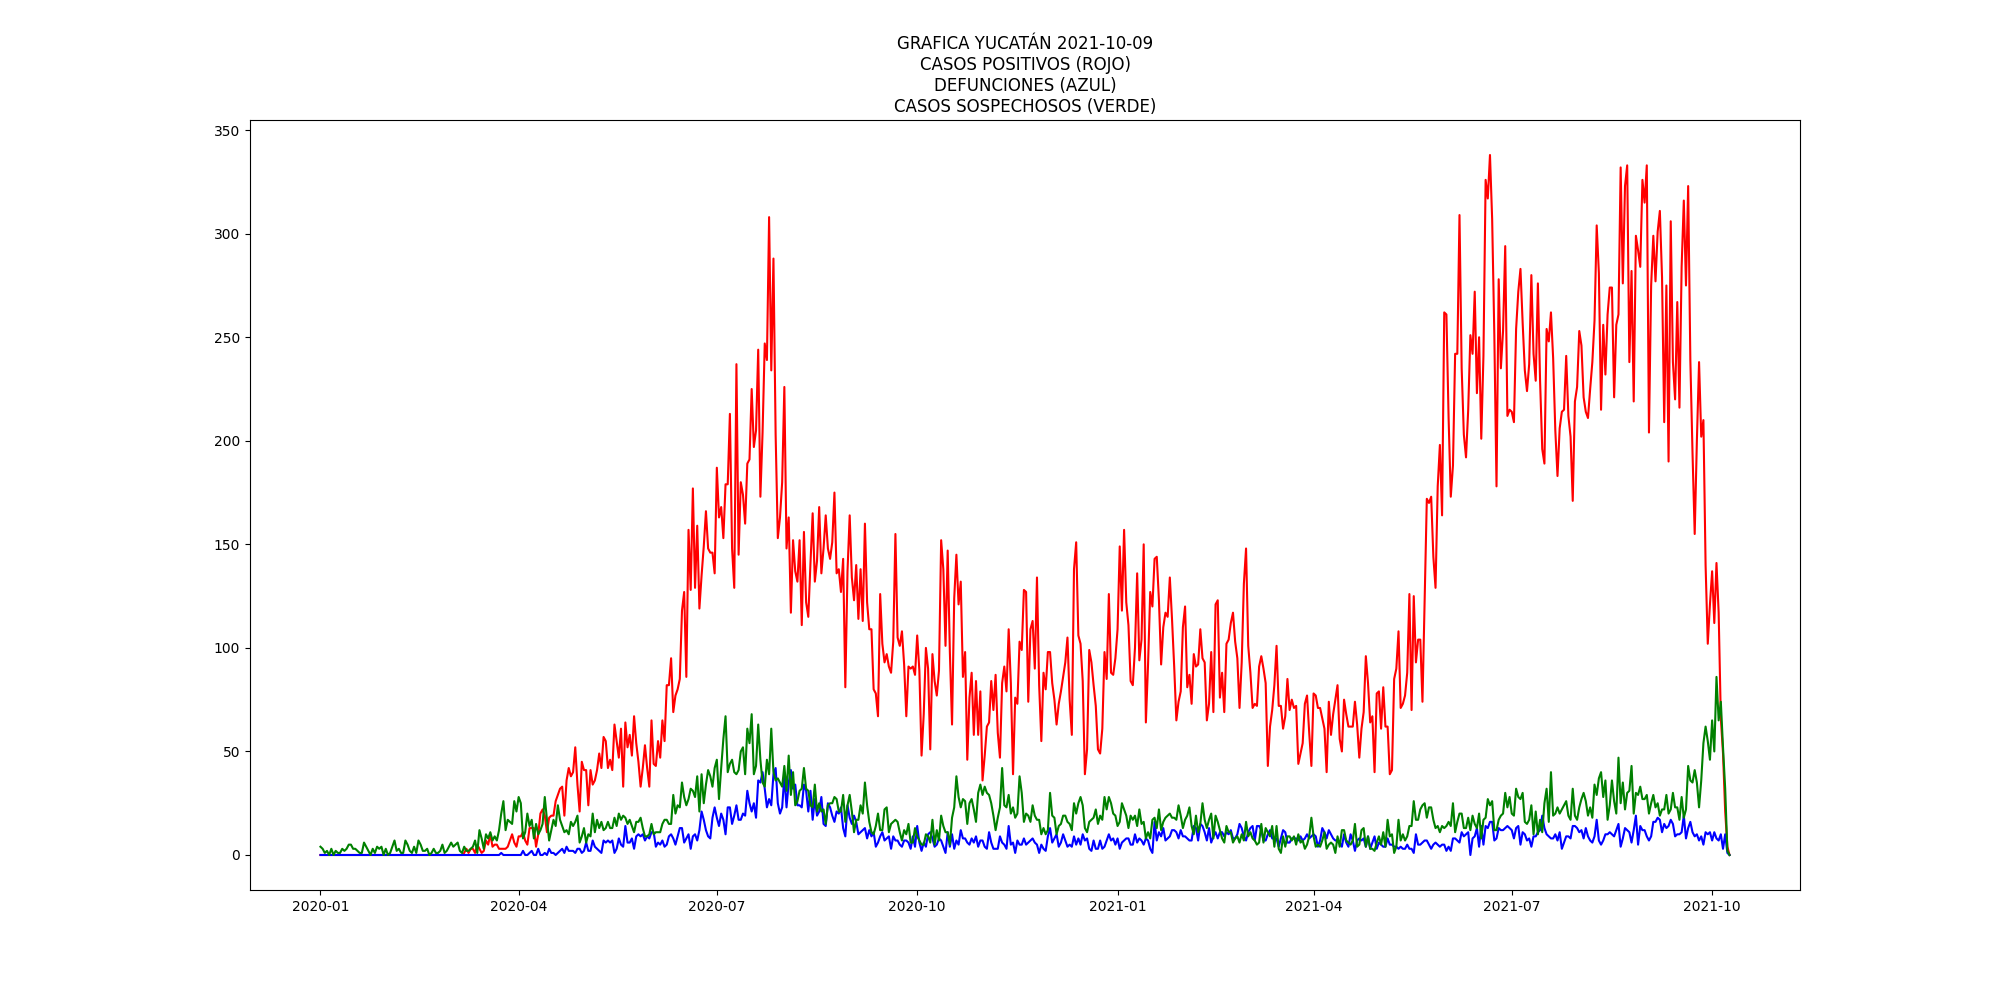 GRAFICA YUCATÁN 2021-10-09
CASOS POSITIVOS (ROJO)
DEFUNCIONES (AZUL)
CASOS SOSPECHOSOS (VERDE)
350
300
250
200
150
100
50
0
2020-01 2020-04 2020-07 2020-10 2021-01 2021-04 2021-07 2021-10